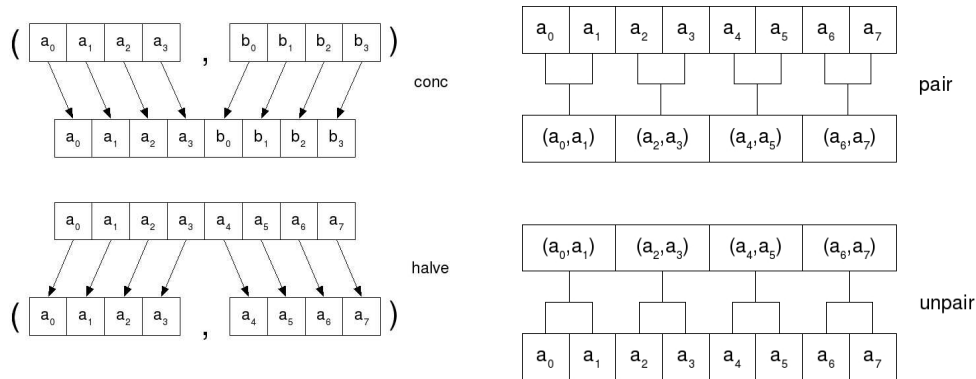 ( a₀ a₁ a₂ a₃ , b₀ b₁ b₂ b₃ )
conc
a₀ a₁ a₂ a₃ b₀ b₁ b₂ b₃
a₀ a₁ a₂ a₃ a₄ a₅ a₆ a₇
halve
( a₀ a₁ a₂ a₃ , a₄ a₅ a₆ a₇ )
a₀ a₁ a₂ a₃ a₄ a₅ a₆ a₇
pair
(a₀,a₁) (a₂,a₃) (a₄,a₅) (a₆,a₇)
(a₀,a₁) (a₂,a₃) (a₄,a₅) (a₆,a₇)
unpair
a₀ a₁ a₂ a₃ a₄ a₅ a₆ a₇